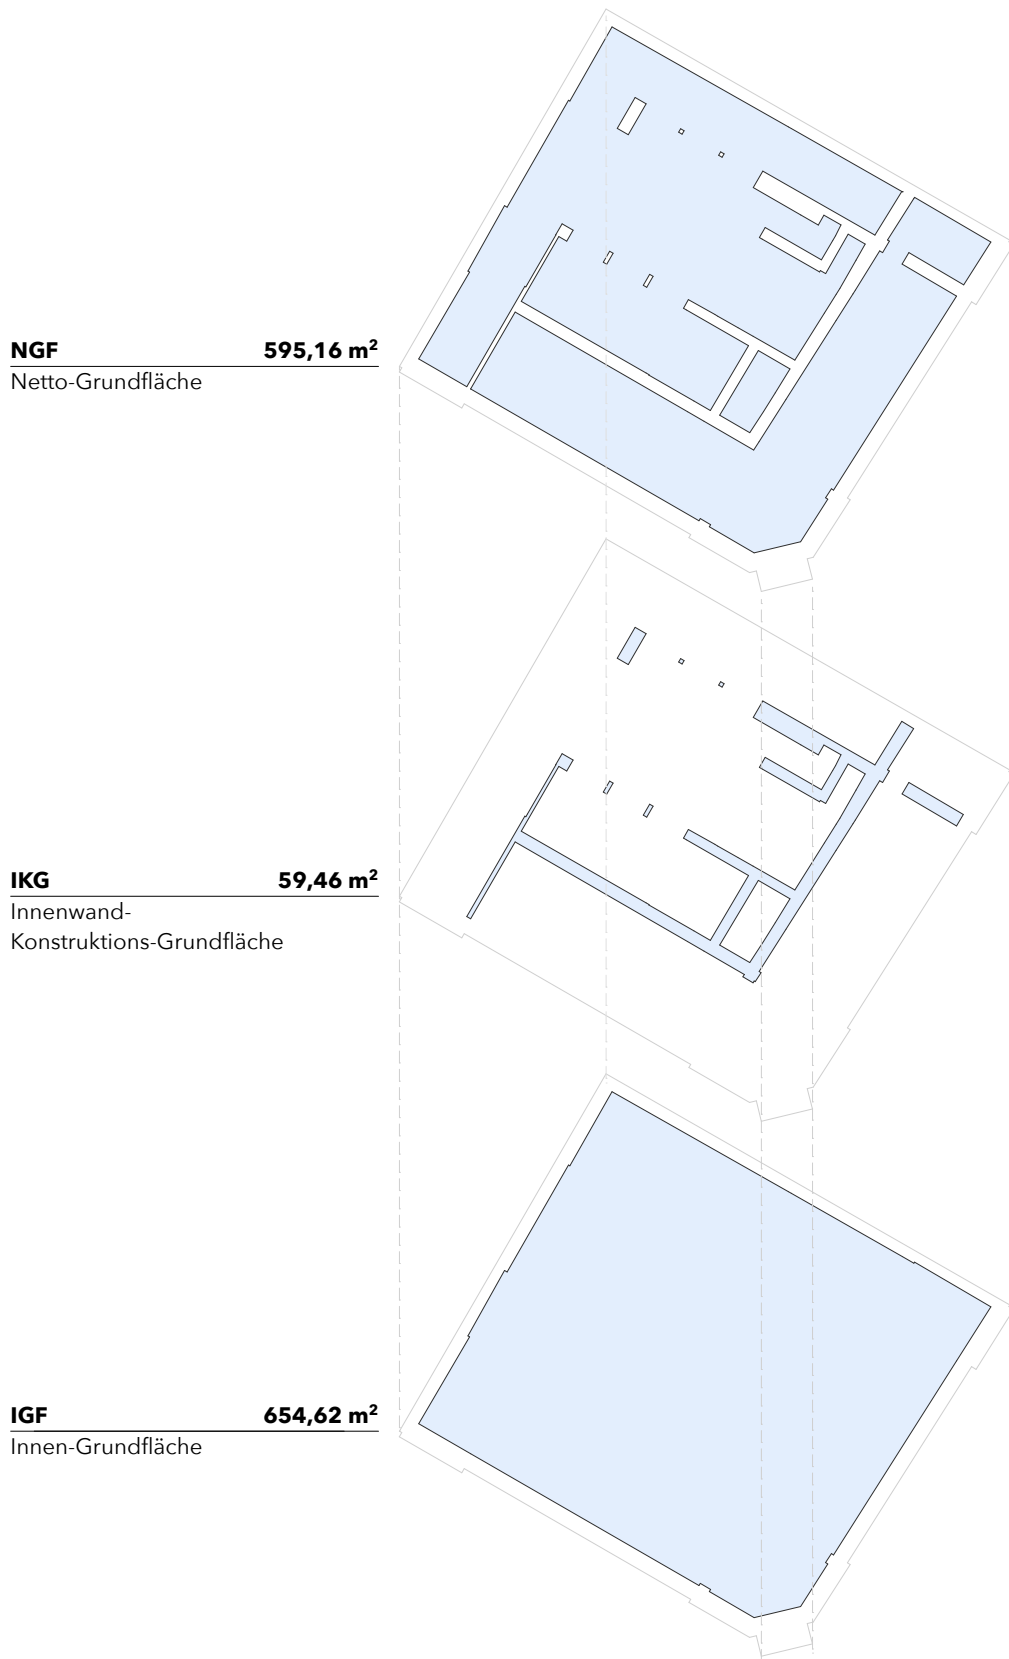 NGF 595,16 m²
Netto-Grundfläche
IKG 59,46 m²
Innenwand-
Konstruktions-Grundfläche
IGF 654,62 m²
Innen-Grundfläche